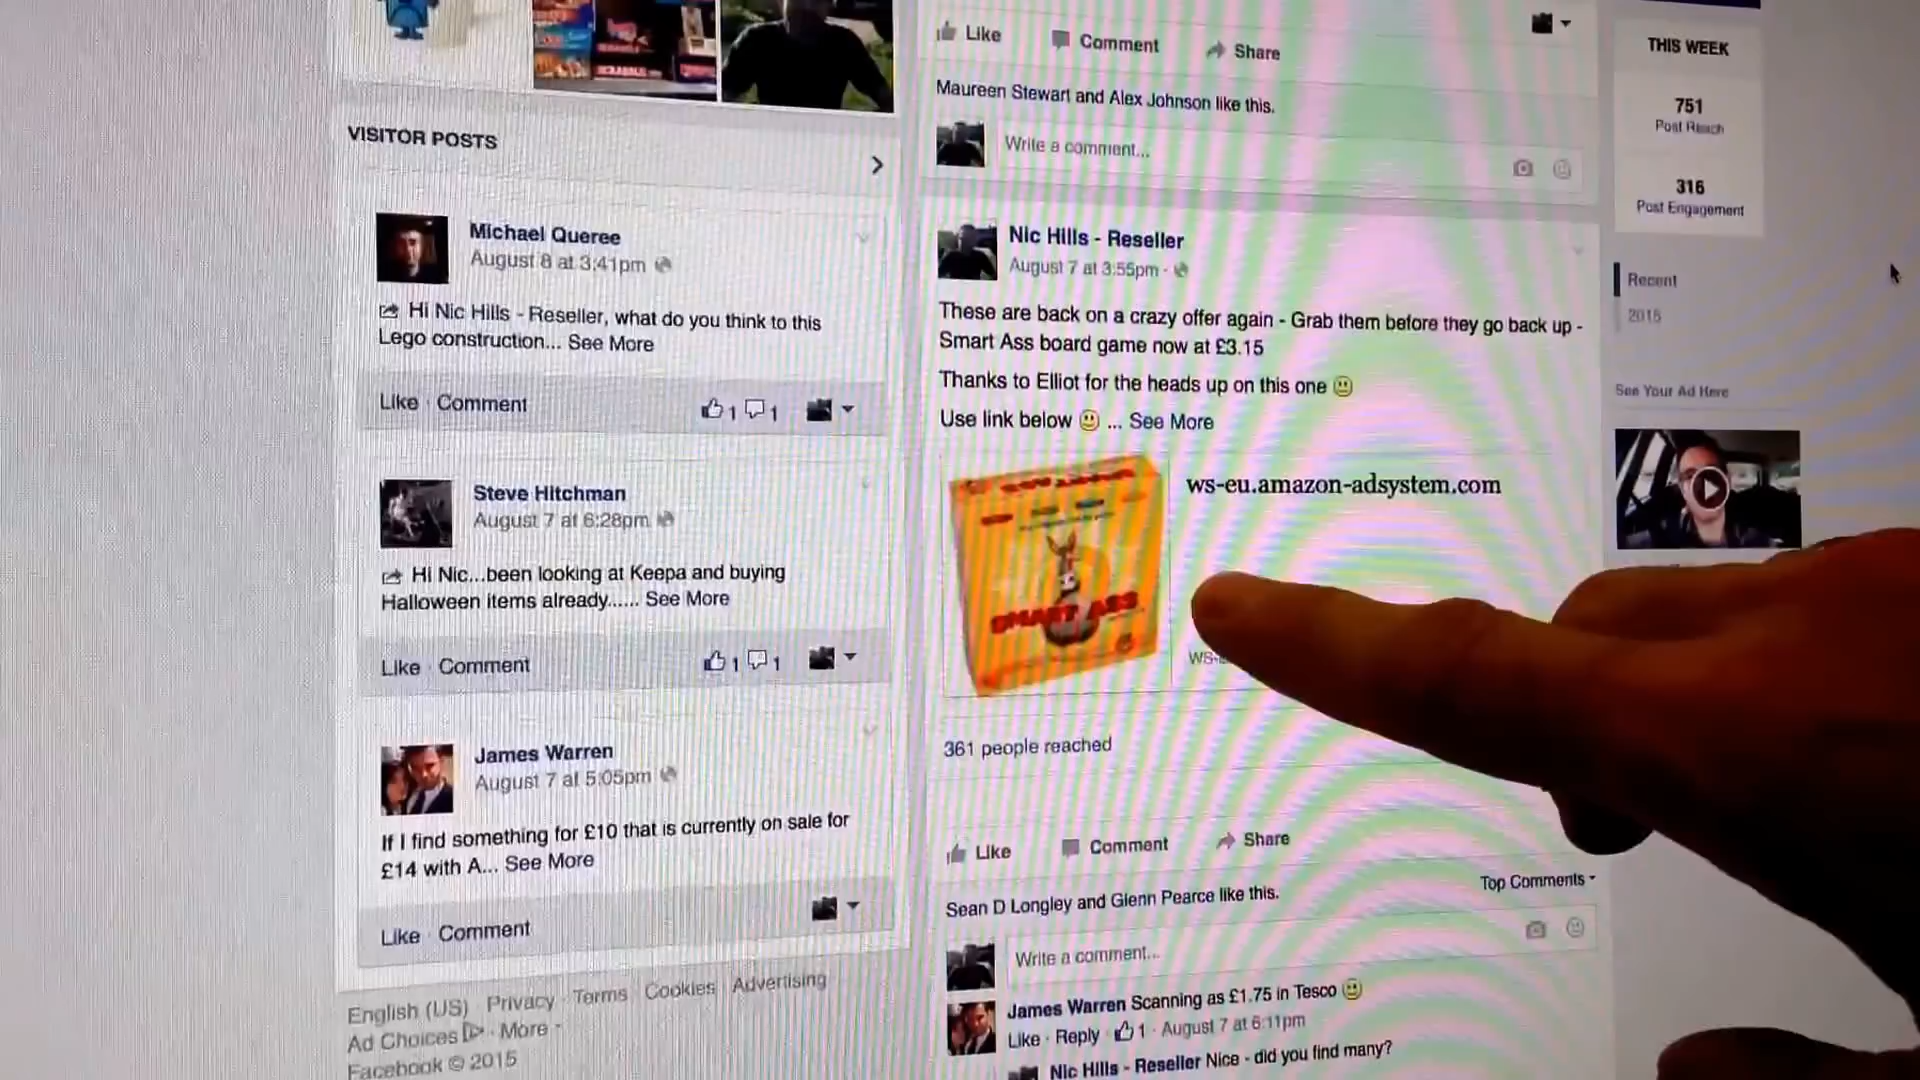 VISITOR POSTS
Michael Queree
August 8 at 3:41pm
Hi Nic Hills - Reseller, what do you think to this
Lego construction... See More
Like · Comment
1 1
Steve Hitchman
August 7 at 6:28pm
Hi Nic...been looking at Keepa and buying
Halloween items already...... See More
Like · Comment
1 1
James Warren
August 7 at 5:05pm
If I find something for £10 that is currently on sale for
£14 with A... See More
Like · Comment
English (US) · Privacy · Terms · Cookies · Advertising ·
Ad Choices · More
Facebook © 2015
Like Comment Share
Maureen Stewart and Alex Johnson like this.
Write a comment...
Nic Hills - Reseller
August 7 at 3:55pm ·
These are back on a crazy offer again - Grab them before they go back up -
Smart Ass board game now at £3.15
Thanks to Elliot for the heads up on this one
Use link below ... See More
SMART ASS
ws-eu.amazon-adsystem.com
361 people reached
Like Comment Share
Top Comments
Sean D Longley and Glenn Pearce like this.
Write a comment...
James Warren Scanning as £1.75 in Tesco
Like · Reply · 1 · August 7 at 6:11pm
Nic Hills - Reseller Nice - did you find many?
THIS WEEK
751
Post Reach
316
Post Engagement
Recent
2015
See Your Ad Here